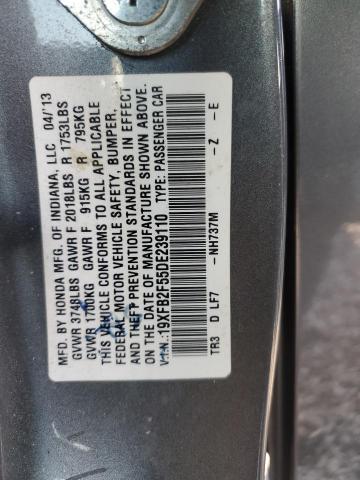 MFD. BY HONDA MFG. OF INDIANA, LLC 04/13
GVWR 3748LBS GAWR F 2018LBS R 1753LBS
GVWR 1700KG GAWR F 915KG R 795KG
THIS VEHICLE CONFORMS TO ALL APPLICABLE
FEDERAL MOTOR VEHICLE SAFETY, BUMPER,
AND THEFT PREVENTION STANDARDS IN EFFECT
ON THE DATE OF MANUFACTURE SHOWN ABOVE.
V.I.N.:19XFB2F55DE239110 TYPE: PASSENGER CAR
TR3 D LF7 -NH737M -Z -E